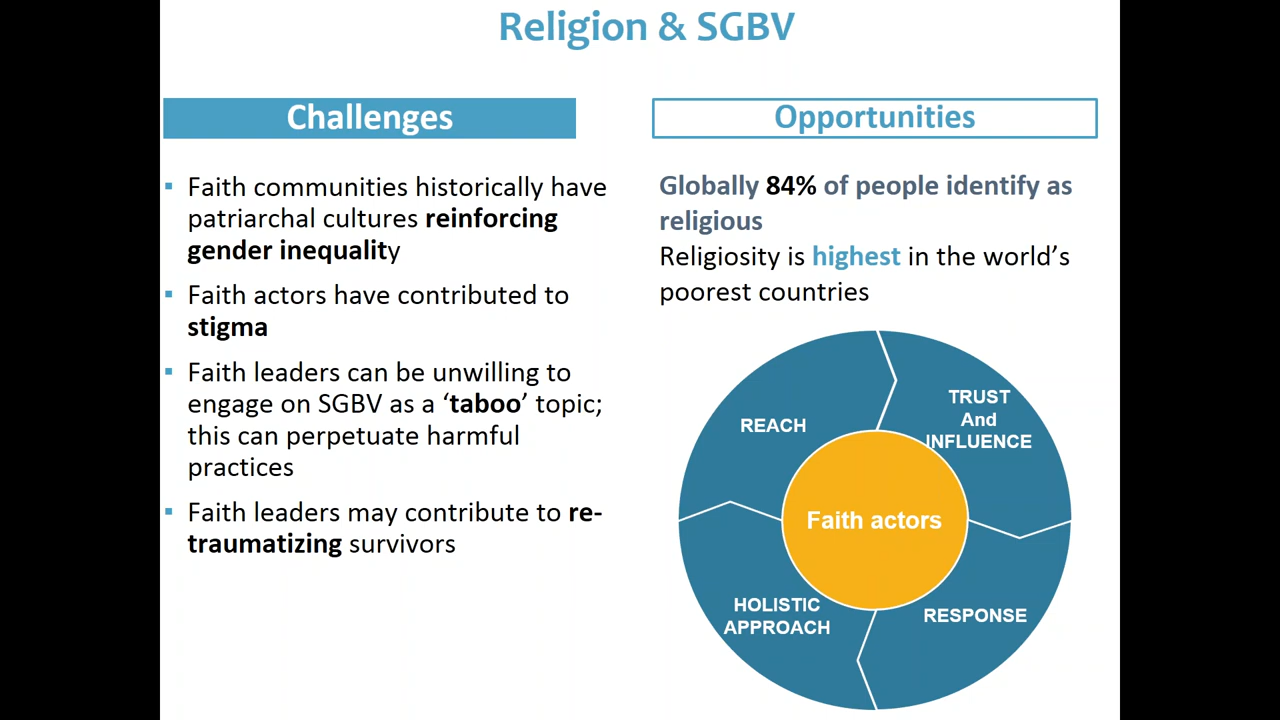 Religion & SGBV
Challenges
Faith communities historically have
patriarchal cultures reinforcing
gender inequality
Faith actors have contributed to
stigma
Faith leaders can be unwilling to
engage on SGBV as a ‘taboo’ topic;
this can perpetuate harmful
practices
Faith leaders may contribute to re-
traumatizing survivors
Opportunities
Globally 84% of people identify as
religious
Religiosity is highest in the world’s
poorest countries
REACH
TRUST
And
INFLUENCE
Faith actors
HOLISTIC
APPROACH
RESPONSE